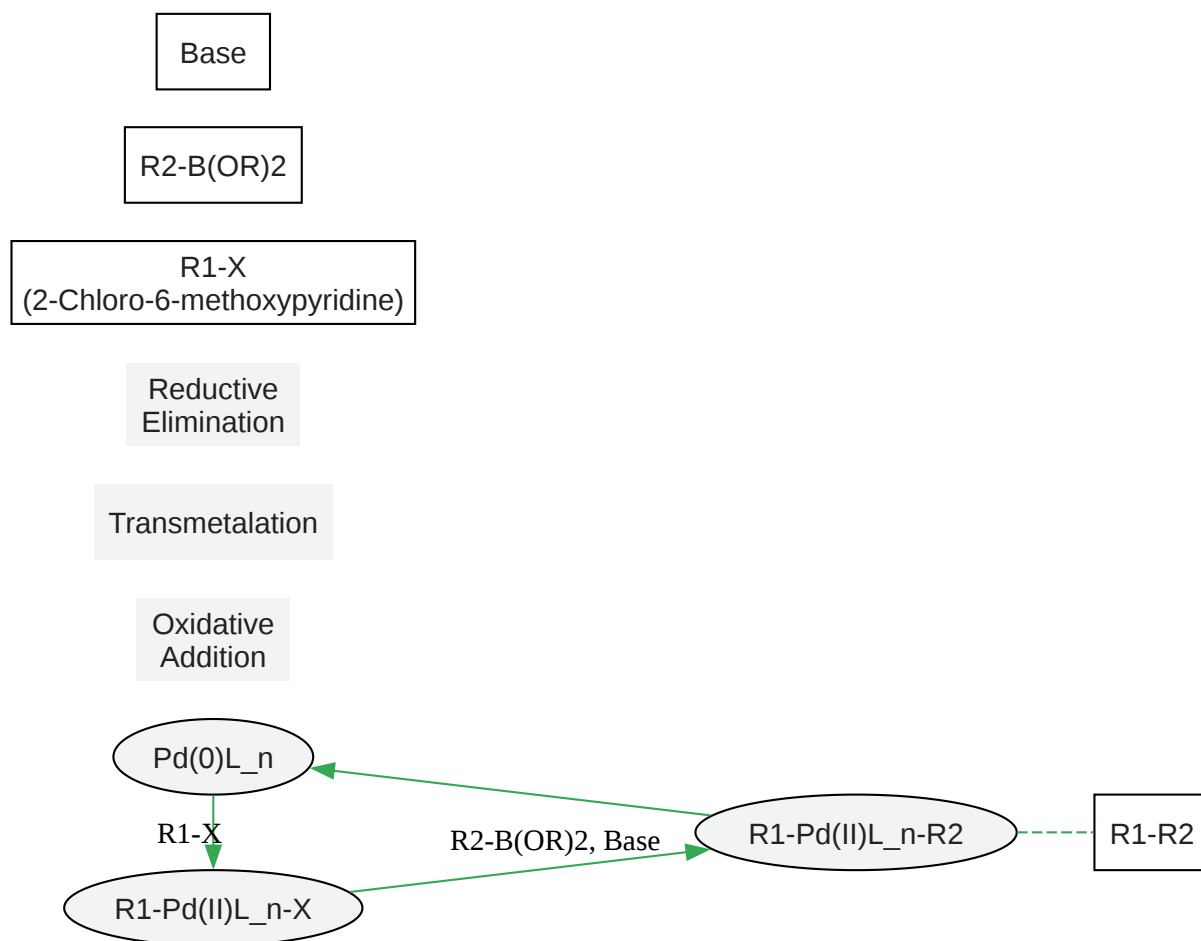 Base
R2-B(OR)2
R1-X
(2-Chloro-6-methoxypyridine)
Reductive
Elimination
Transmetalation
Oxidative
Addition
Pd(0)L_n
R1-X
R2-B(OR)2, Base
R1-Pd(II)L_n-R2
R1-R2
R1-Pd(II)L_n-X